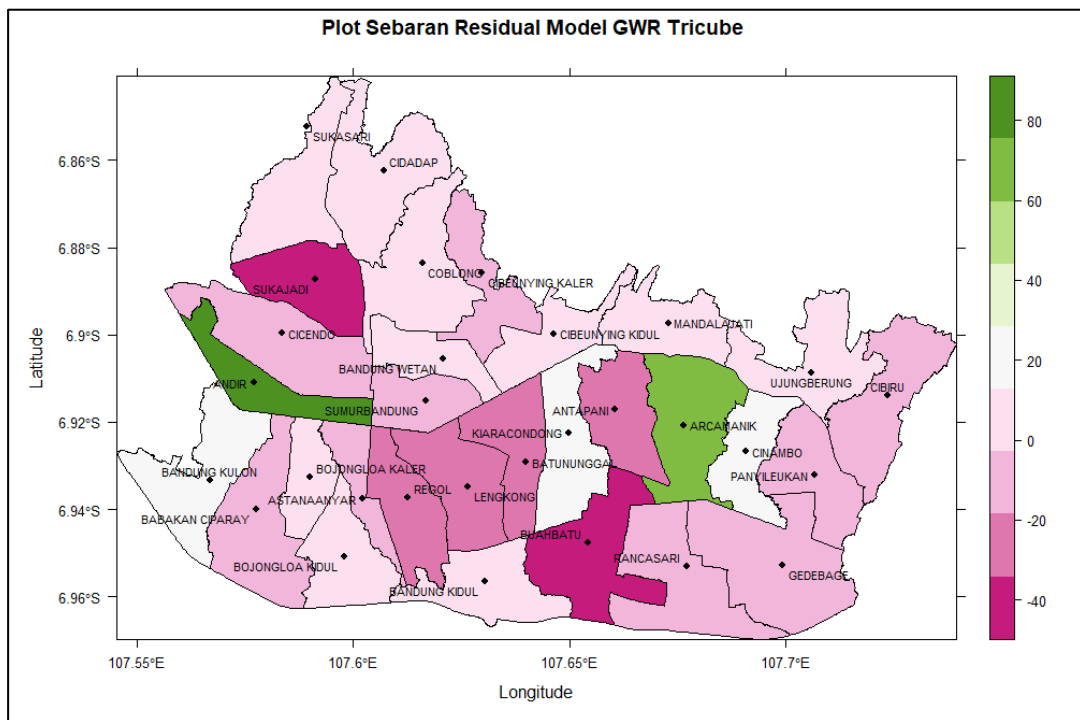 Plot Sebaran Residual Model GWR Tricube
6.86°S
6.88°S
6.9°S
6.92°S
6.94°S
6.96°S
Latitude
SUKASARI
CIDADAP
COBLONG
CIBEUNYING KALER
SUKAJADI
CICENDO
CIBEUNYING KIDUL
MANDALAJATI
BANDUNG WETAN
UJUNGBERUNG
CIBIRU
ANDIR
SUMURBANDUNG
ANTAPANI
ARCAMANIK
KIARACONDONG
CINAMBO
BANDUNG KULON
BOJONGLOA KALER
BATUNUNGGAL
PANYILEUKAN
ASTANAANYAR
REGOL
LENGKONG
BABAKAN CIPARAY
BUAHBATU
BOJONGLOA KIDUL
RANCASARI
GEDEBAGE
BANDUNG KIDUL
107.55°E
107.6°E
107.65°E
107.7°E
Longitude
80
60
40
20
0
-20
-40